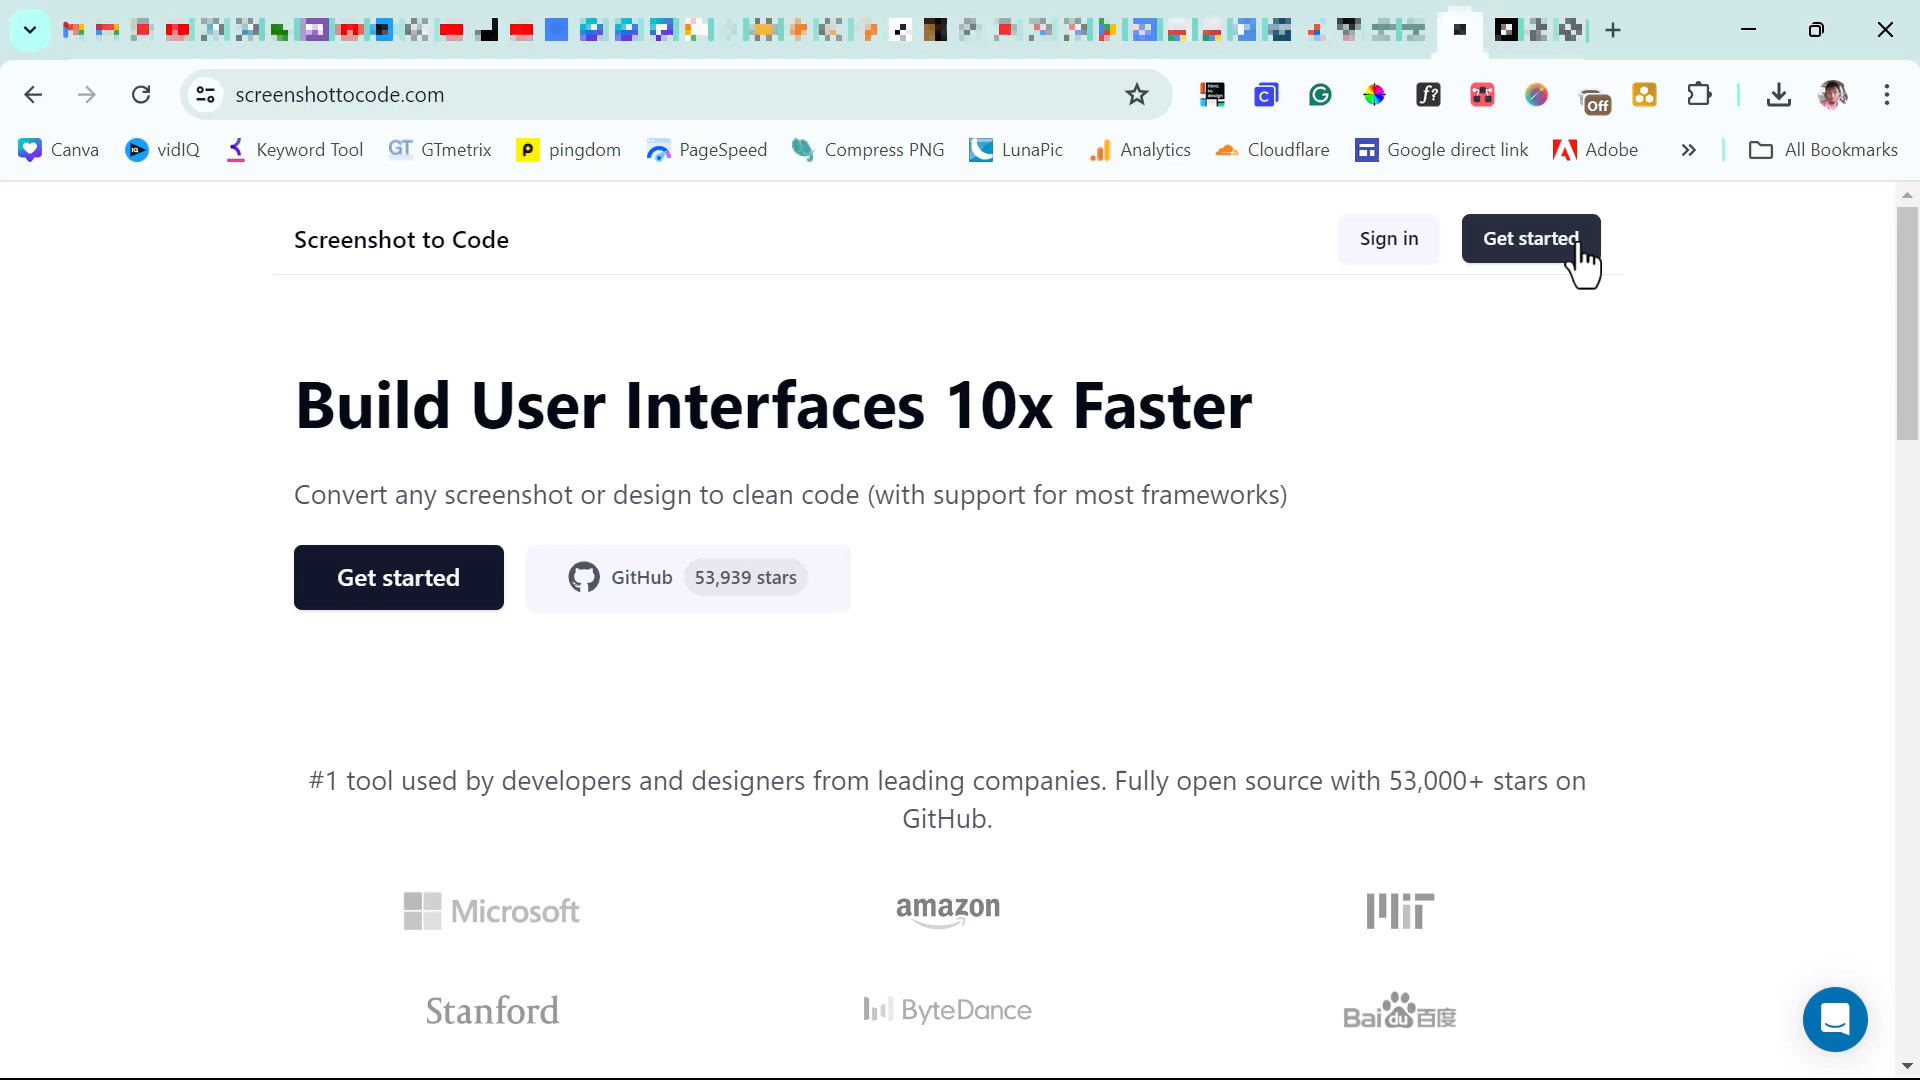 screenshottocode.com
f?
Off
Canva
vidIQ
Keyword Tool
GT GTmetrix
p pingdom
PageSpeed
Compress PNG
LunaPic
Analytics
Cloudflare
Google direct link
Adobe
»
All Bookmarks
Screenshot to Code
Sign in
Get started
Build User Interfaces 10x Faster
Convert any screenshot or design to clean code (with support for most frameworks)
Get started
GitHub 53,939 stars
#1 tool used by developers and designers from leading companies. Fully open source with 53,000+ stars on
GitHub.
Microsoft
amazon
MIT
Stanford
ByteDance
Baidu百度